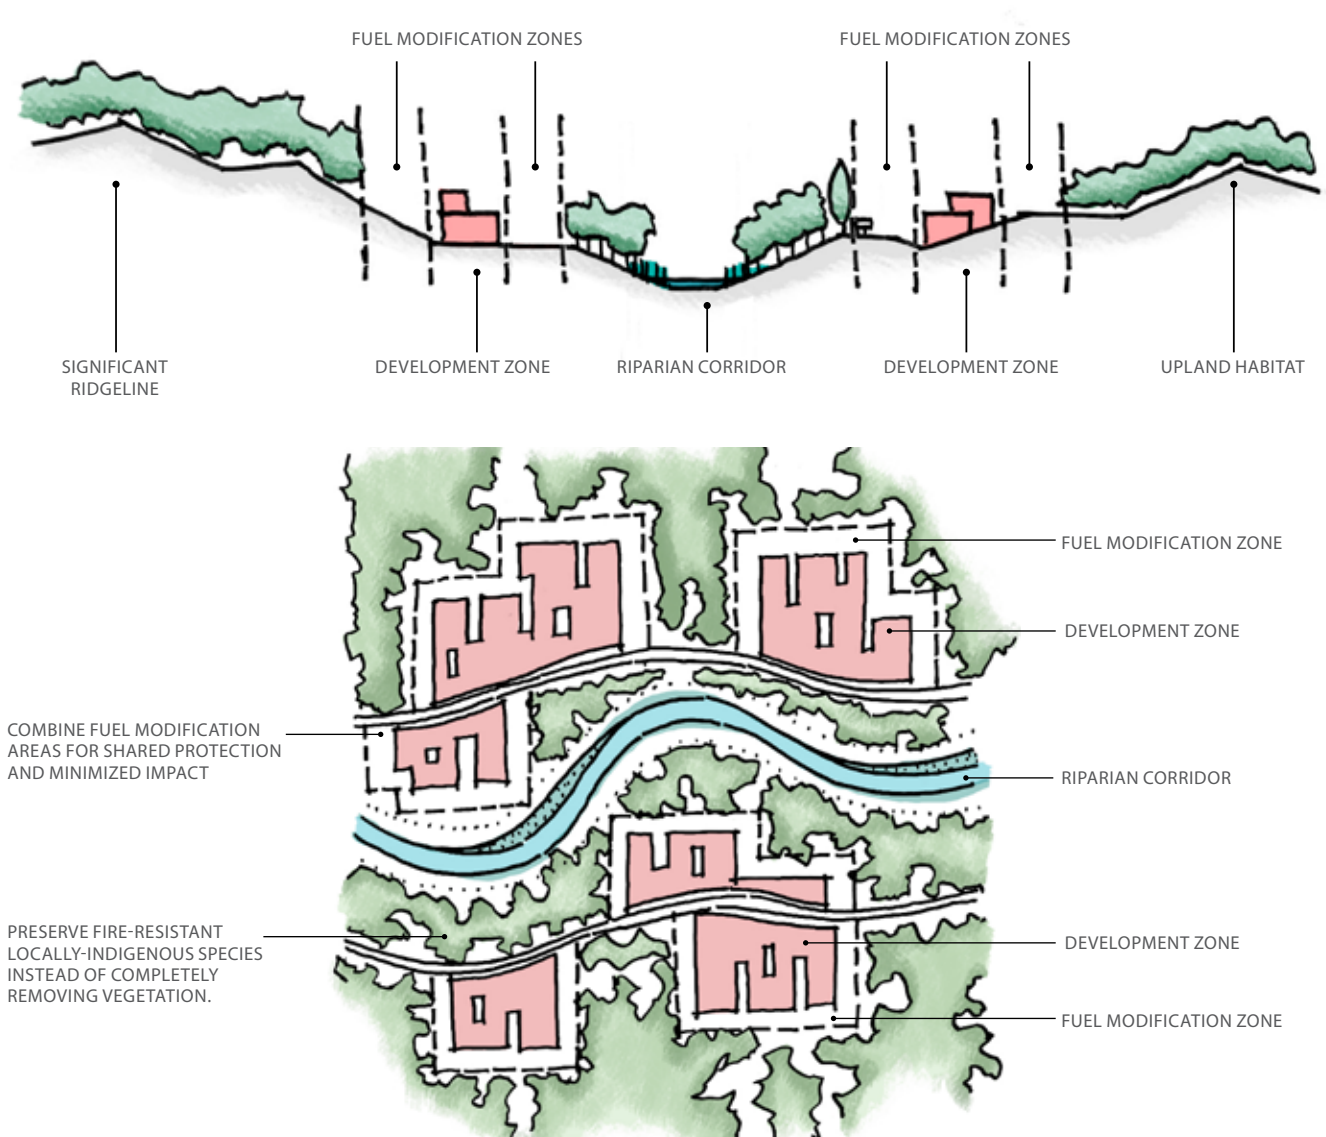 FUEL MODIFICATION ZONES
FUEL MODIFICATION ZONES
SIGNIFICANT
RIDGELINE
DEVELOPMENT ZONE
RIPARIAN CORRIDOR
DEVELOPMENT ZONE
UPLAND HABITAT
FUEL MODIFICATION ZONE
DEVELOPMENT ZONE
COMBINE FUEL MODIFICATION
AREAS FOR SHARED PROTECTION
AND MINIMIZED IMPACT
RIPARIAN CORRIDOR
PRESERVE FIRE-RESISTANT
LOCALLY-INDIGENOUS SPECIES
INSTEAD OF COMPLETELY
REMOVING VEGETATION.
DEVELOPMENT ZONE
FUEL MODIFICATION ZONE